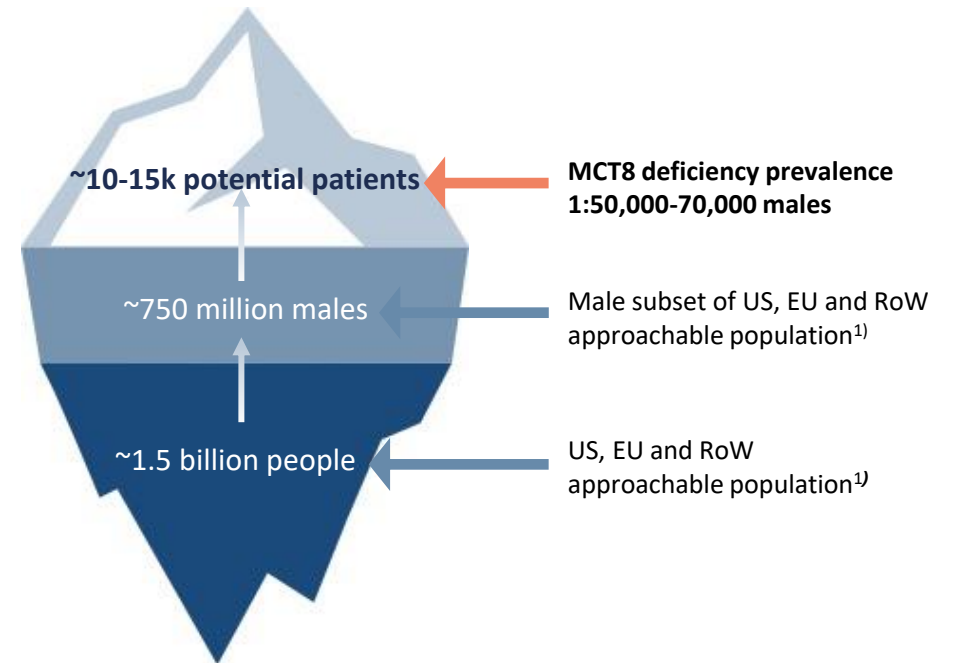 ~10-15k potential patients
MCT8 deficiency prevalence
1:50,000-70,000 males
~750 million males
Male subset of US, EU and RoW
approachable population1)
~1.5 billion people
US, EU and RoW
approachable population1)